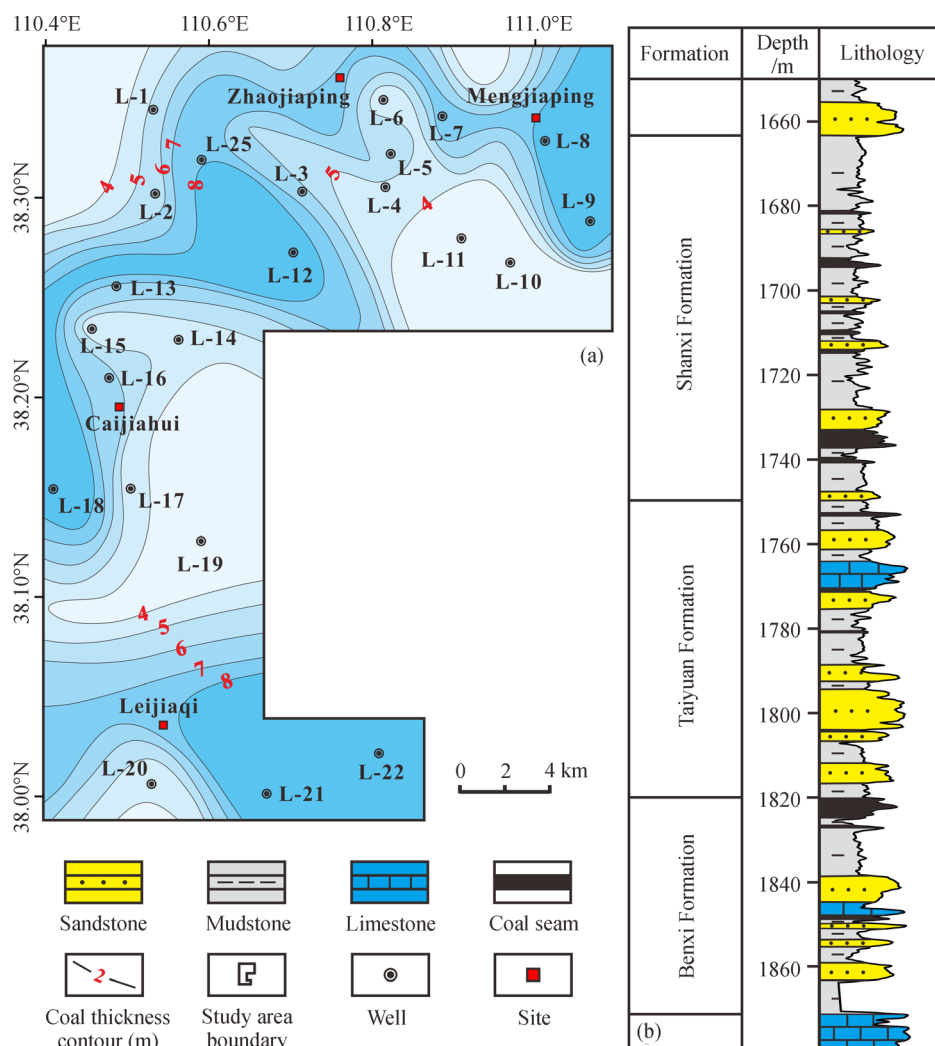 110.4°E 110.6°E 110.8°E 111.0°E
38.30°N
38.20°N
38.10°N
38.00°N
L-1
Zhaojiaping
Mengjiaping
L-6
L-7
L-8
L-25
L-5
L-3
L-2
L-4
L-9
4 5 6 7 8
5
4
L-11
L-12
L-10
L-13
L-14
L-15
L-16
(a)
Caijiahui
L-18
L-17
L-19
4
5
6
7
8
Leijiaqi
L-20
L-22
L-21
0 2 4 km
Sandstone
Mudstone
Limestone
Coal seam
2
Coal thickness
contour (m)
Study area
boundary
Well
Site
Formation
Depth
/m
Lithology
Shanxi Formation
Taiyuan Formation
Benxi Formation
1660
1680
1700
1720
1740
1760
1780
1800
1820
1840
1860
(b)